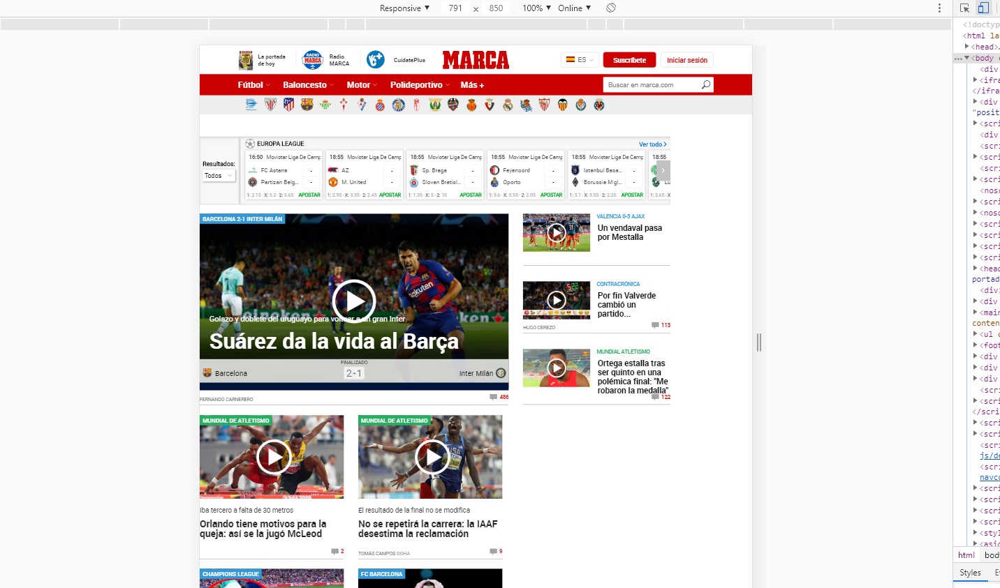 Responsive ▼ 791 × 850 100% ▼ Online ▼
La portada
de hoy
RADIO
MARCA
Radio
MARCA
CuídatePlus
MARCA
ES
Suscríbete
Iniciar sesión
Fútbol Baloncesto Motor Polideportivo Más +
Buscar en marca.com
Resultados:
Todos
EUROPA LEAGUE
Ver todo
16:50 Movistar Liga De Camp
FC Astana -
Partizan Belg... -
1: 2.15 · X: 3.2 · 2: 3.65 APOSTAR
18:55 Movistar Liga De Camp
AZ -
M. United -
1: 2.95 · X: 3.35 · 2: 2.45 APOSTAR
18:55 Movistar Liga De Camp
Sp. Braga -
Slovan Bratisl... -
1: 1.35 · X: 5 · 2: 10 APOSTAR
18:55 Movistar Liga De Camp
Feyenoord -
Oporto -
1: 3.6 · X: 3.55 · 2: 2.05 APOSTAR
18:55 Movistar Liga De Camp
Istanbul Basa... -
Borussia M'gl... -
1: 3.1 · X: 3.55 · 2: 2.25 APOSTAR
18:55
Lu
1: 2.65 · X
BARCELONA 2-1 INTER MILÁN
Rakuten
Heineken
Golazo y doblete del uruguayo para voltear a un gran Inter
Suárez da la vida al Barça
FINALIZADO
Barcelona 2-1 Inter Milán
FERNANDO CARNERERO
486
VALENCIA 0-3 AJAX
Un vendaval pasa
por Mestalla
CONTRACRÓNICA
Por fin Valverde
cambió un
partido...
HUGO CEREZO
113
MUNDIAL ATLETISMO
Ortega estalla tras
ser quinto en una
polémica final: "Me
robaron la medalla"
122
MUNDIAL DE ATLETISMO
Iba tercero a falta de 30 metros
Orlando tiene motivos para la
queja: así se la jugó McLeod
2
MUNDIAL DE ATLETISMO
USA
El resultado de la final no se modifica
No se repetirá la carrera: la IAAF
desestima la reclamación
TOMÁS CAMPOS DOHA
9
CHAMPIONS LEAGUE
FC BARCELONA
<!doctyp
<html la
<head>…
<body
<div
<ifra
</ifra
<div
"posit
<scri
<div
<scri
<scri
<scri
<scri
<nosc
<scri
<nosc
<scri
<scri
<scri
<scri
<head
portad
<div
<div
<main
conten
<ul c
<foot
<div
<div
<div
<scri
<scri
</scri
<scri
<scri
<scri
js/de
<scri
navco
<scri
<scri
<scri
<scri
<styl
<asid
html body
Styles Ev